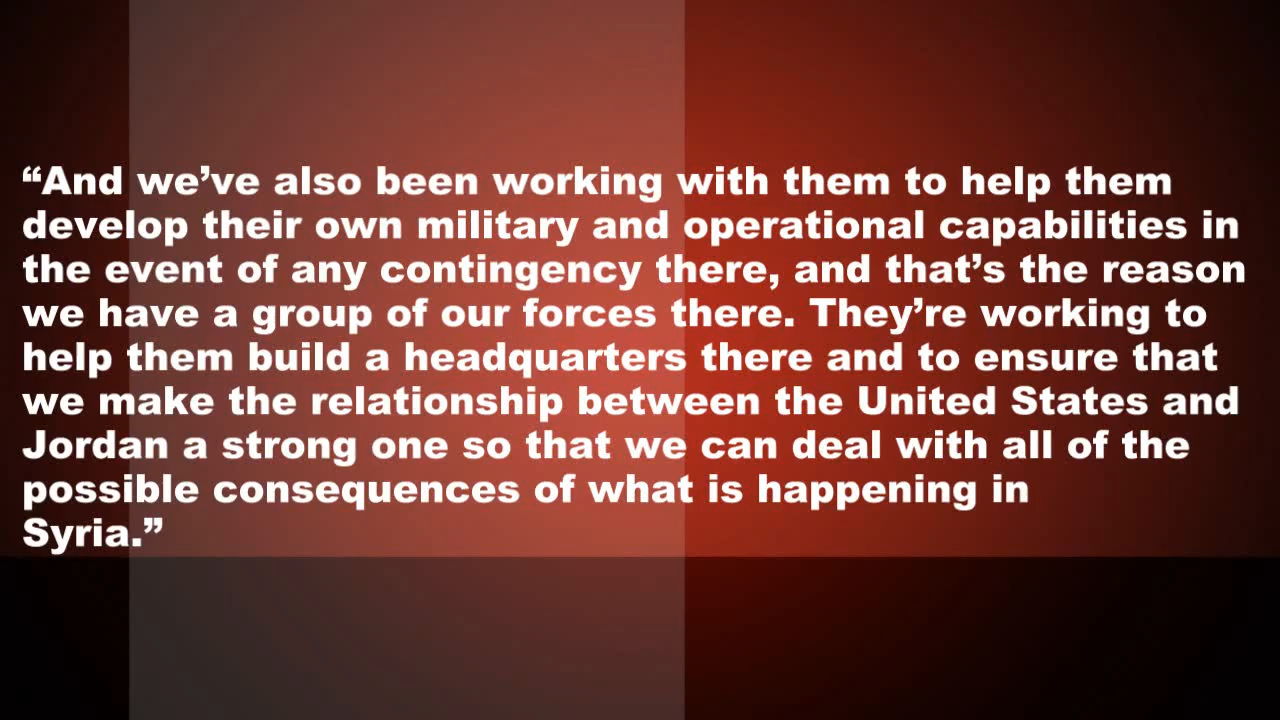 “And we’ve also been working with them to help them
develop their own military and operational capabilities in
the event of any contingency there, and that’s the reason
we have a group of our forces there. They’re working to
help them build a headquarters there and to ensure that
we make the relationship between the United States and
Jordan a strong one so that we can deal with all of the
possible consequences of what is happening in
Syria.”